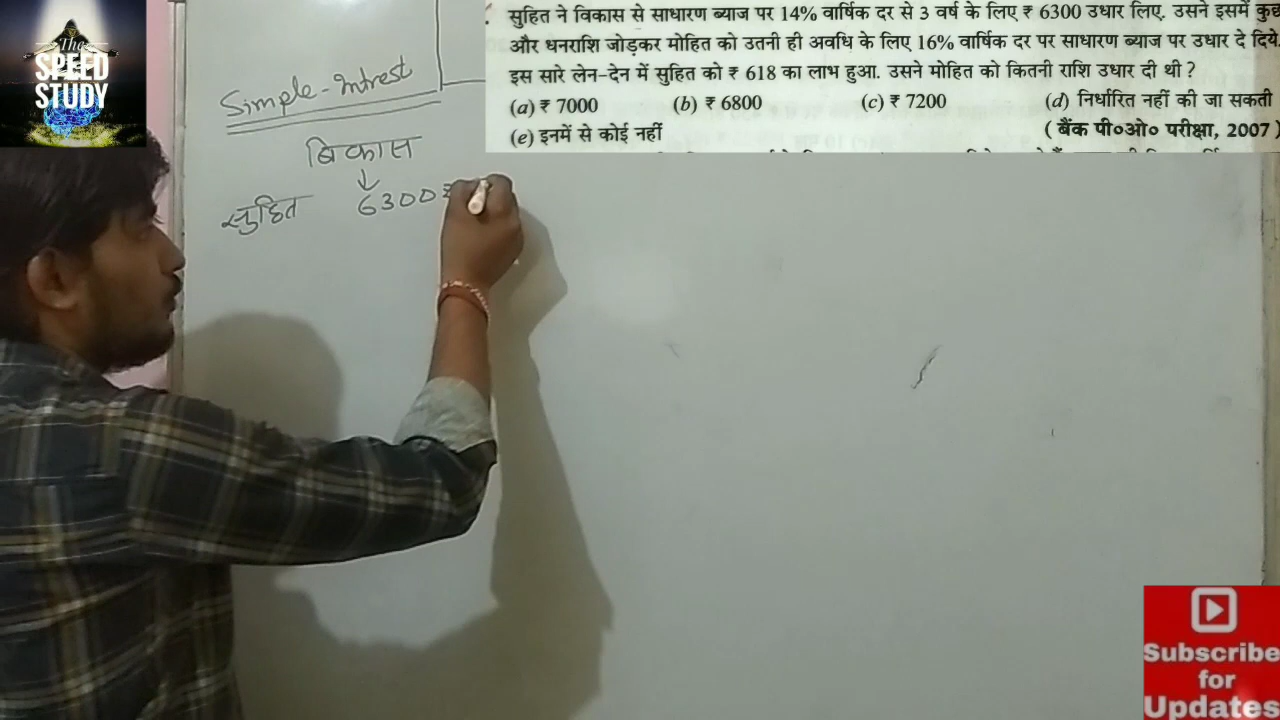 The
SPEED
STUDY
सुहित ने विकास से साधारण ब्याज पर 14% वार्षिक दर से 3 वर्ष के लिए ₹ 6300 उधार लिए. उसने इसमें कुछ
और धनराशि जोड़कर मोहित को उतनी ही अवधि के लिए 16% वार्षिक दर पर साधारण ब्याज पर उधार दे दिये.
इस सारे लेन-देन में सुहित को ₹ 618 का लाभ हुआ. उसने मोहित को कितनी राशि उधार दी थी ?
(a) ₹ 7000 (b) ₹ 6800 (c) ₹ 7200 (d) निर्धारित नहीं की जा सकती
(e) इनमें से कोई नहीं ( बैंक पी०ओ० परीक्षा, 2007 )
Simple-Intrest
बिकास
सुहित 6300₹
Subscribe
for
Updates